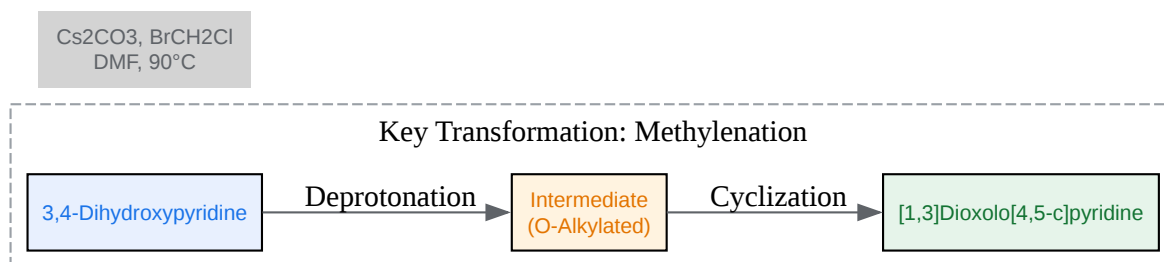 Cs2CO3, BrCH2Cl
DMF, 90°C
Key Transformation: Methylenation
3,4-Dihydroxypyridine
Deprotonation
Intermediate
(O-Alkylated)
Cyclization
[1,3]Dioxolo[4,5-c]pyridine